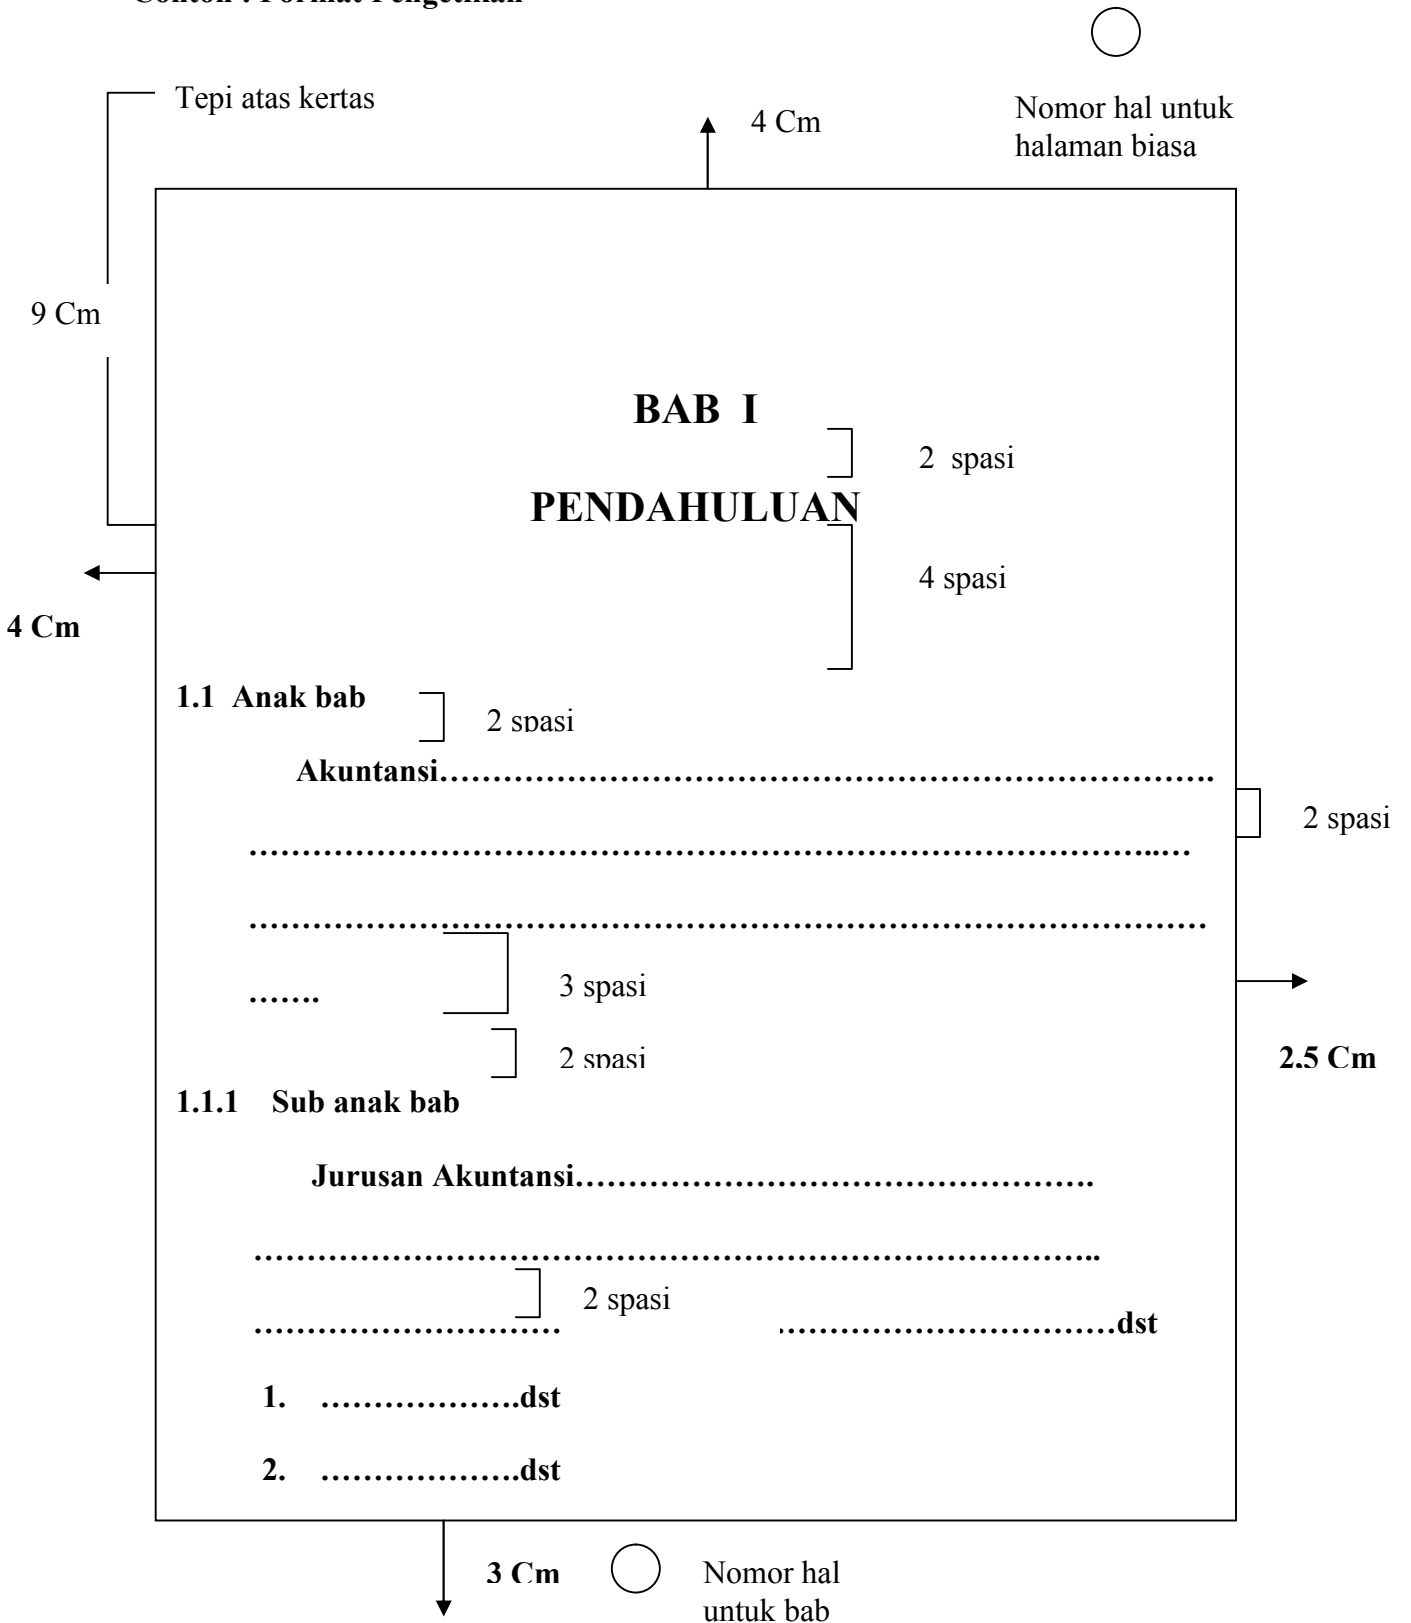 Contoh : Format Pengetikan
Tepi atas kertas
4 Cm
Nomor hal untuk
halaman biasa
9 Cm
BAB I
2 spasi
PENDAHULUAN
4 spasi
4 Cm
1.1 Anak bab
2 spasi
Akuntansi……………………………………………………………….
2 spasi
…………………………………………………………………………...…
………………………………………………………………………………
3 spasi
…….
2 spasi
2,5 Cm
1.1.1 Sub anak bab
Jurusan Akuntansi………………………………………….
……………………………………………………………………..
2 spasi
………………………. ………………………….dst
1. ……………….dst
2. ……………….dst
3 Cm
Nomor hal
untuk bab